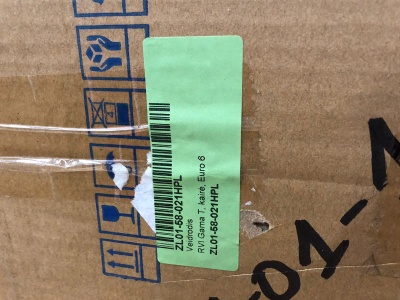 ZL01-58-021HPL
Veidrodis
RVI Gama T, kairė, Euro 6
ZL01-58-021HPL